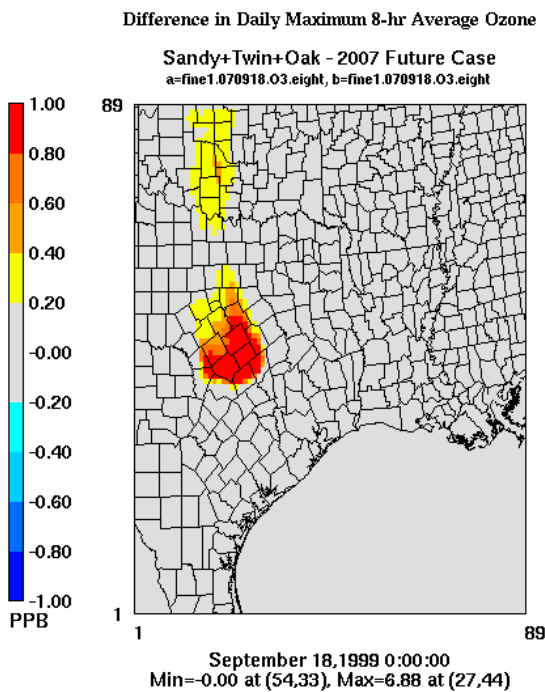 Difference in Daily Maximum 8-hr Average Ozone
Sandy+Twin+Oak - 2007 Future Case
a=fine1.070918.O3.eight, b=fine1.070918.O3.eight
1.00
0.80
0.60
0.40
0.20
-0.00
-0.20
-0.40
-0.60
-0.80
-1.00
PPB
89
1
1
89
September 18,1999 0:00:00
Min=-0.00 at (54,33), Max=6.88 at (27,44)